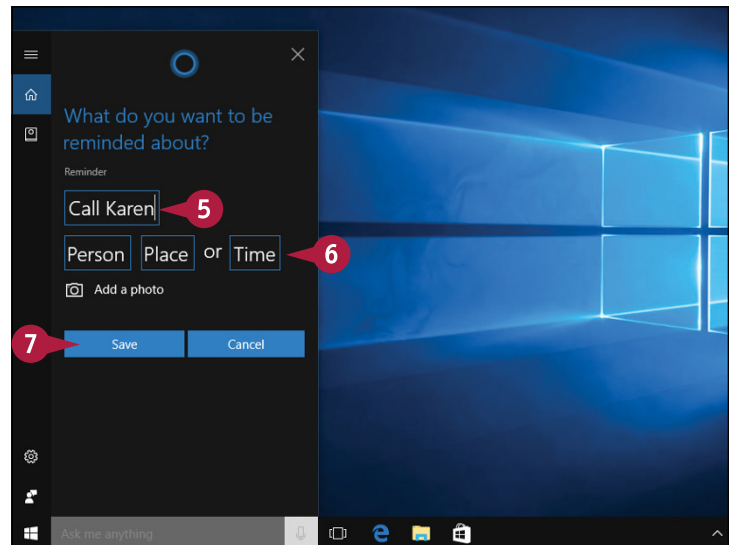 What do you want to be
reminded about?
Reminder
Call Karen
5
Person Place or Time
6
Add a photo
7
Save Cancel
Ask me anything